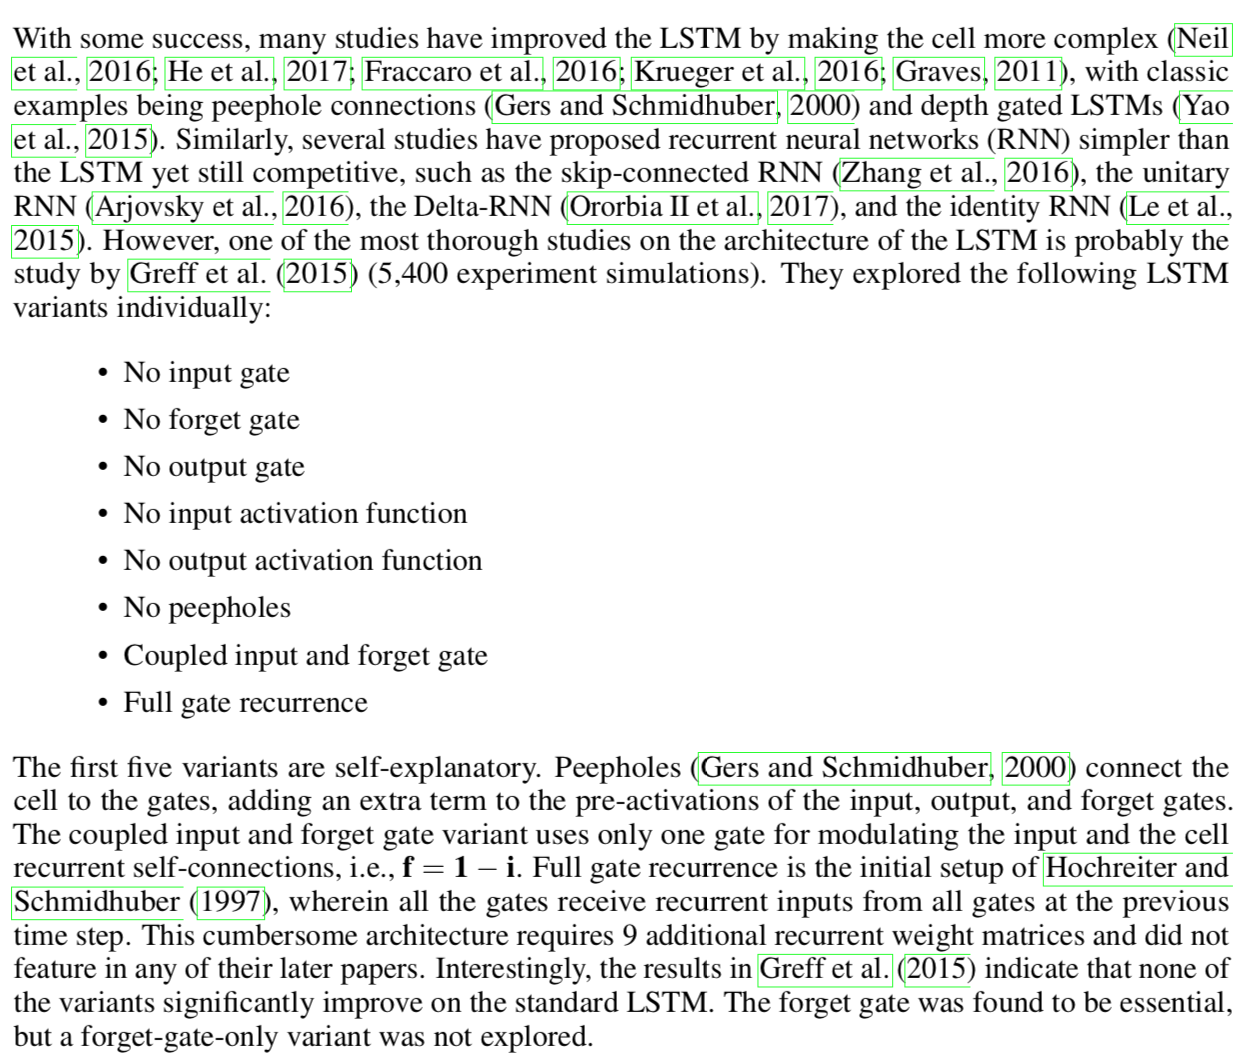 With some success, many studies have improved the LSTM by making the cell more complex (Neil
et al., 2016; He et al., 2017; Fraccaro et al., 2016; Krueger et al., 2016; Graves, 2011), with classic
examples being peephole connections (Gers and Schmidhuber, 2000) and depth gated LSTMs (Yao
et al., 2015). Similarly, several studies have proposed recurrent neural networks (RNN) simpler than
the LSTM yet still competitive, such as the skip-connected RNN (Zhang et al., 2016), the unitary
RNN (Arjovsky et al., 2016), the Delta-RNN (Ororbia II et al., 2017), and the identity RNN (Le et al.,
2015). However, one of the most thorough studies on the architecture of the LSTM is probably the
study by Greff et al. (2015) (5,400 experiment simulations). They explored the following LSTM
variants individually:
• No input gate
• No forget gate
• No output gate
• No input activation function
• No output activation function
• No peepholes
• Coupled input and forget gate
• Full gate recurrence
The first five variants are self-explanatory. Peepholes (Gers and Schmidhuber, 2000) connect the
cell to the gates, adding an extra term to the pre-activations of the input, output, and forget gates.
The coupled input and forget gate variant uses only one gate for modulating the input and the cell
recurrent self-connections, i.e., f = 1 − i. Full gate recurrence is the initial setup of Hochreiter and
Schmidhuber (1997), wherein all the gates receive recurrent inputs from all gates at the previous
time step. This cumbersome architecture requires 9 additional recurrent weight matrices and did not
feature in any of their later papers. Interestingly, the results in Greff et al. (2015) indicate that none of
the variants significantly improve on the standard LSTM. The forget gate was found to be essential,
but a forget-gate-only variant was not explored.